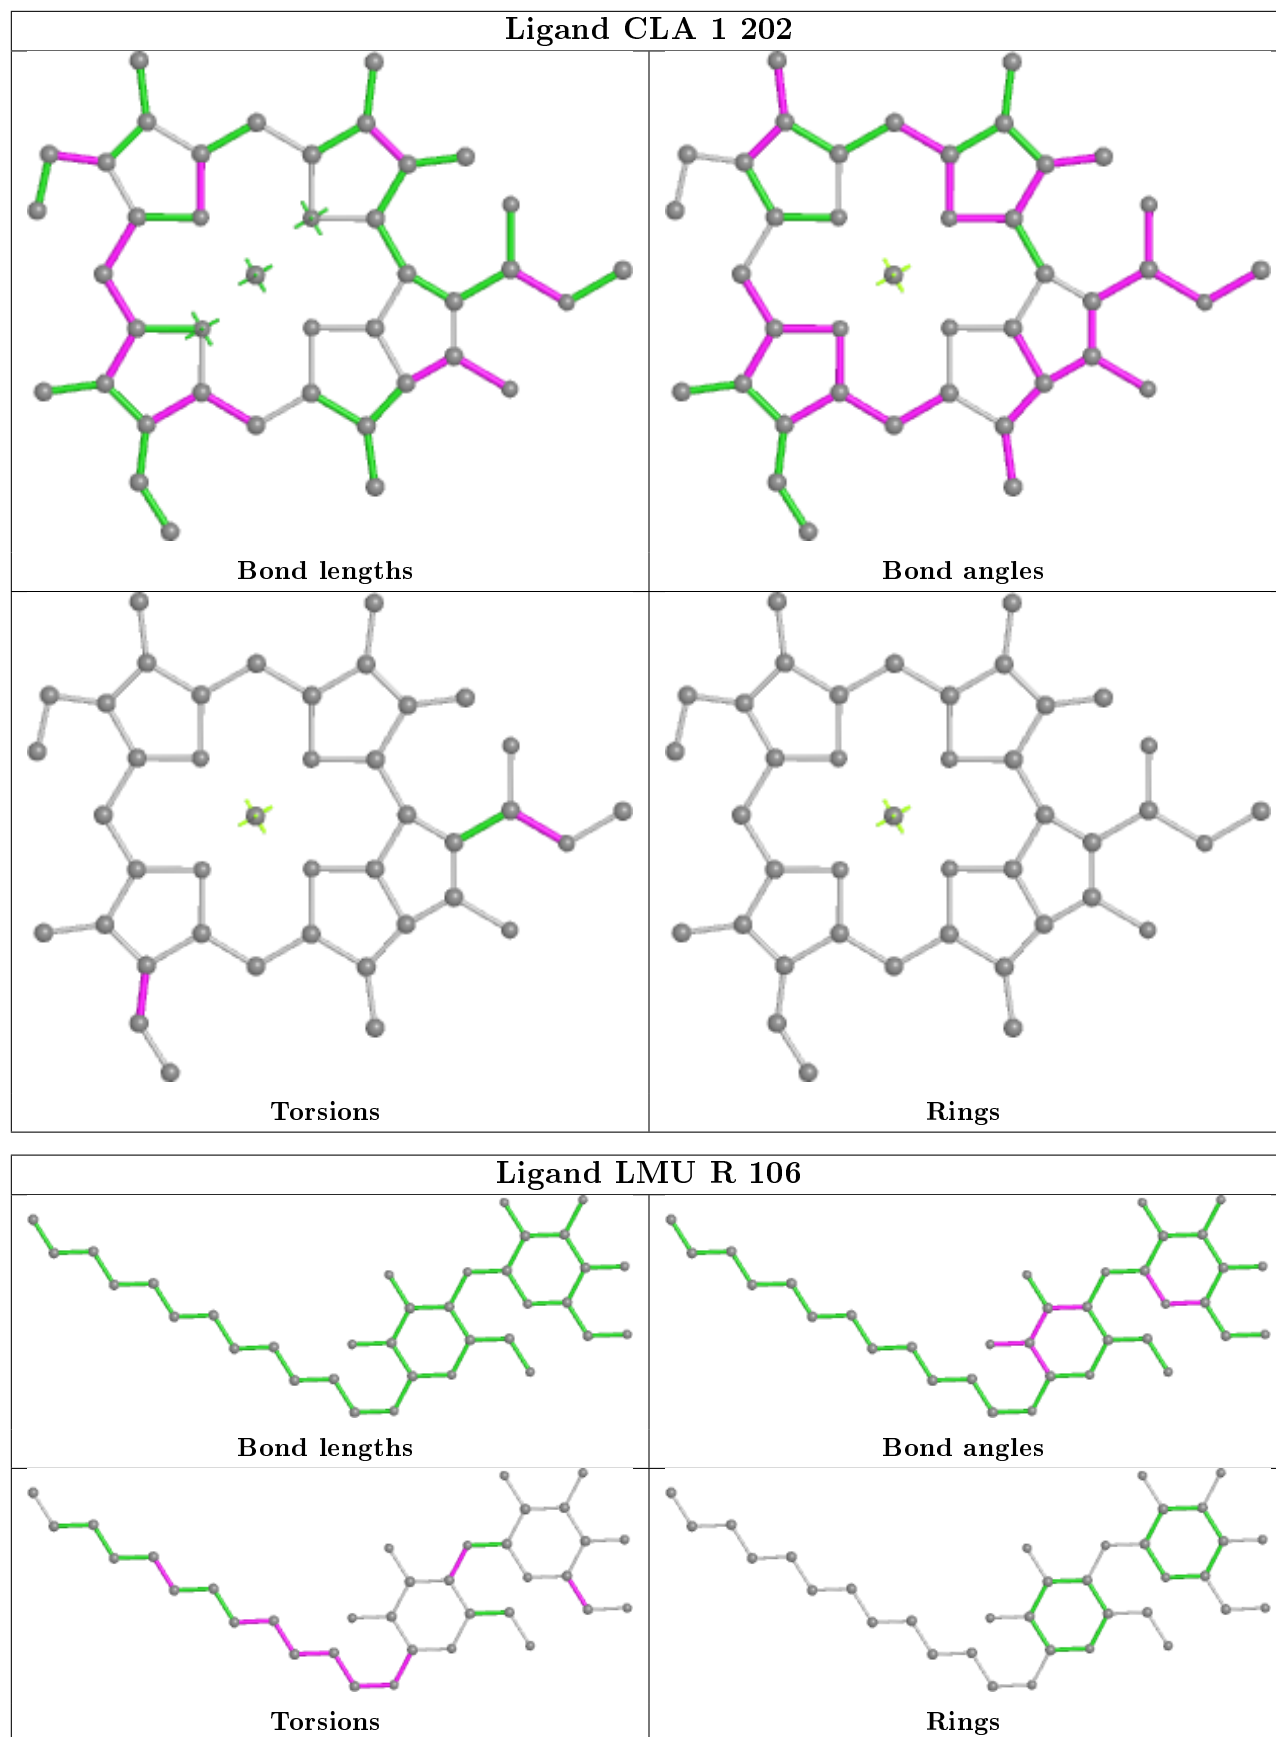 Ligand CLA 1 202
Bond lengths
Bond angles
Torsions
Rings
Ligand LMU R 106
Bond lengths
Bond angles
Torsions
Rings